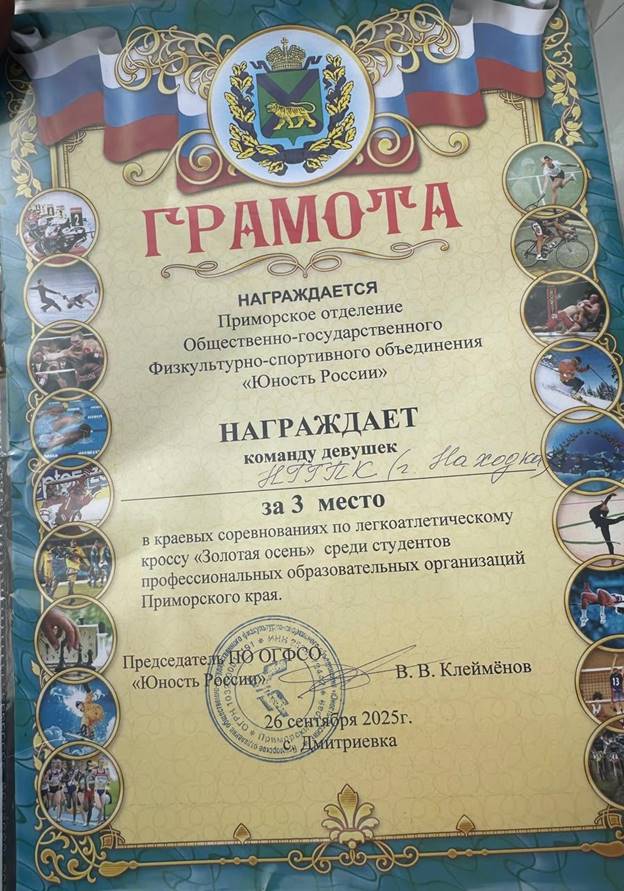 ГРАМОТА
НАГРАЖДАЕТСЯ
Приморское отделение
Общественно-государственного
Физкультурно-спортивного объединения
«Юность России»
НАГРАЖДАЕТ
команду девушек
НГГПК (г. Находка)
за 3 место
в краевых соревнованиях по легкоатлетическому
кроссу «Золотая осень» среди студентов
профессиональных образовательных организаций
Приморского края.
Председатель ПО ОГФСО
«Юность России»
В. В. Клеймёнов
26 сентября 2025г.
с. Дмитриевка